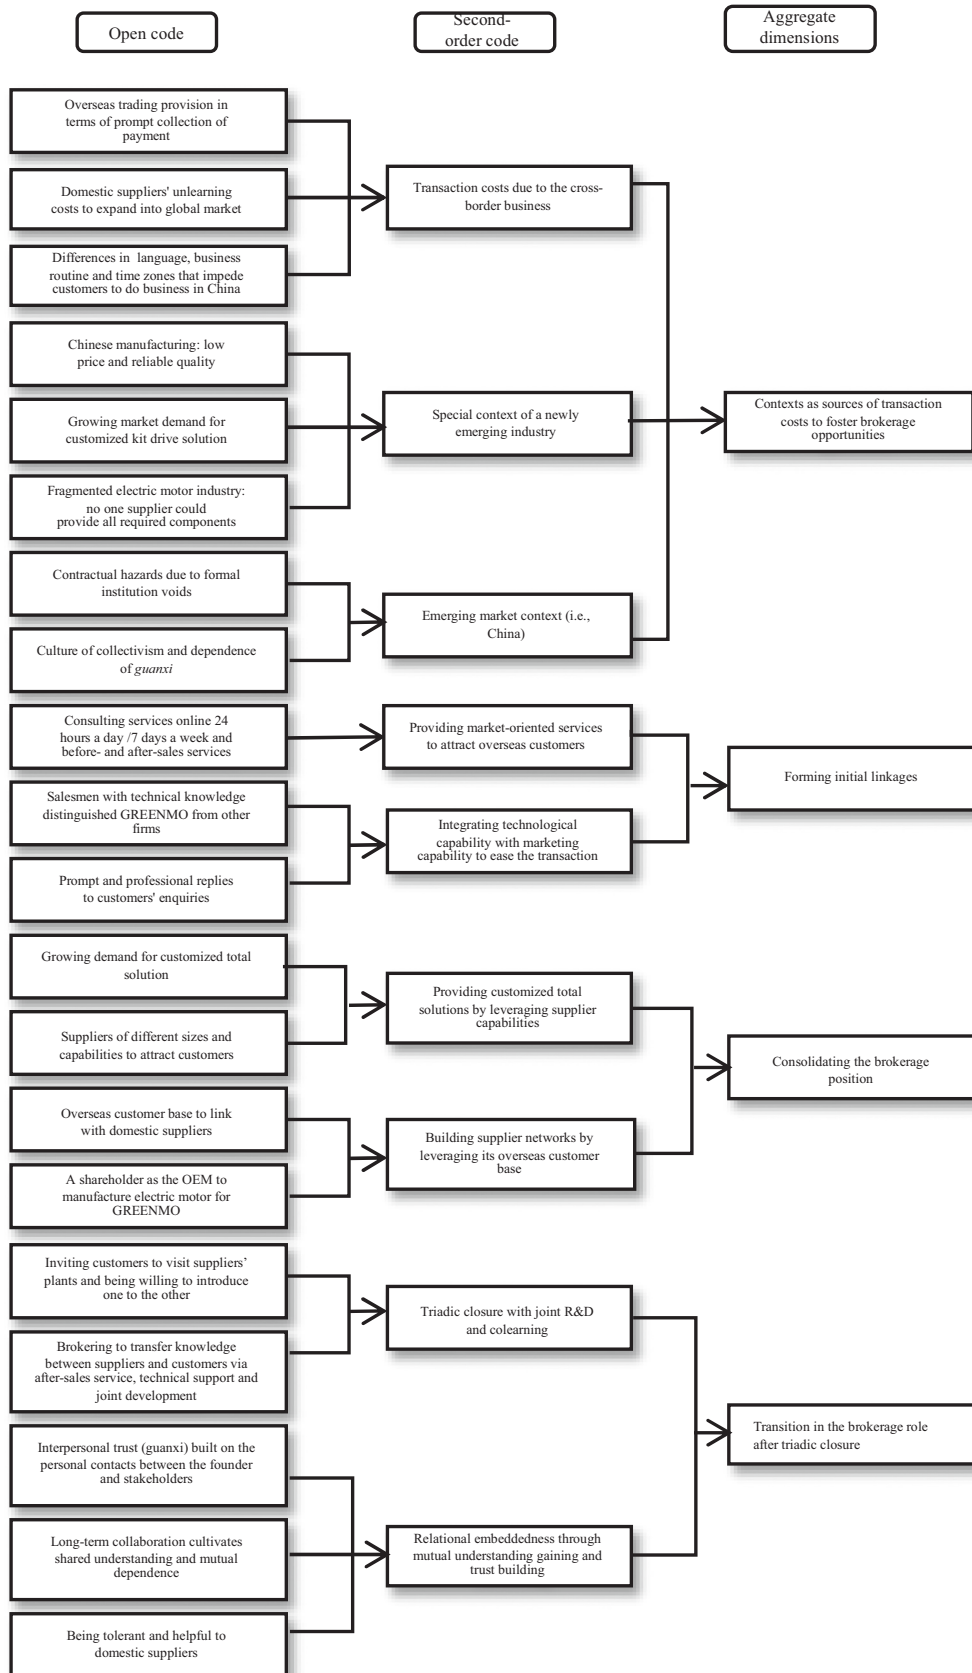 Open code
Second-
order code
Aggregate
dimensions
Overseas trading provision in
terms of prompt collection of
payment
Domestic suppliers' unlearning
costs to expand into global market
Differences in language, business
routine and time zones that impede
customers to do business in China
Transaction costs due to the cross-
border business
Chinese manufacturing: low
price and reliable quality
Growing market demand for
customized kit drive solution
Fragmented electric motor industry:
no one supplier could
provide all required components
Special context of a newly
emerging industry
Contractual hazards due to formal
institution voids
Culture of collectivism and dependence
of guanxi
Emerging market context (i.e.,
China)
Contexts as sources of transaction
costs to foster brokerage
opportunities
Consulting services online 24
hours a day /7 days a week and
before- and after-sales services
Providing market-oriented services
to attract overseas customers
Salesmen with technical knowledge
distinguished GREENMO from other
firms
Prompt and professional replies
to customers' enquiries
Integrating technological
capability with marketing
capability to ease the transaction
Forming initial linkages
Growing demand for customized total
solution
Suppliers of different sizes and
capabilities to attract customers
Providing customized total
solutions by leveraging supplier
capabilities
Overseas customer base to link
with domestic suppliers
A shareholder as the OEM to
manufacture electric motor for
GREENMO
Building supplier networks by
leveraging its overseas customer
base
Consolidating the brokerage
position
Inviting customers to visit suppliers’
plants and being willing to introduce
one to the other
Brokering to transfer knowledge
between suppliers and customers via
after-sales service, technical support and
joint development
Triadic closure with joint R&D
and colearning
Interpersonal trust (guanxi) built on the
personal contacts between the founder
and stakeholders
Long-term collaboration cultivates
shared understanding and mutual
dependence
Being tolerant and helpful to
domestic suppliers
Relational embeddedness through
mutual understanding gaining and
trust building
Transition in the brokerage role
after triadic closure